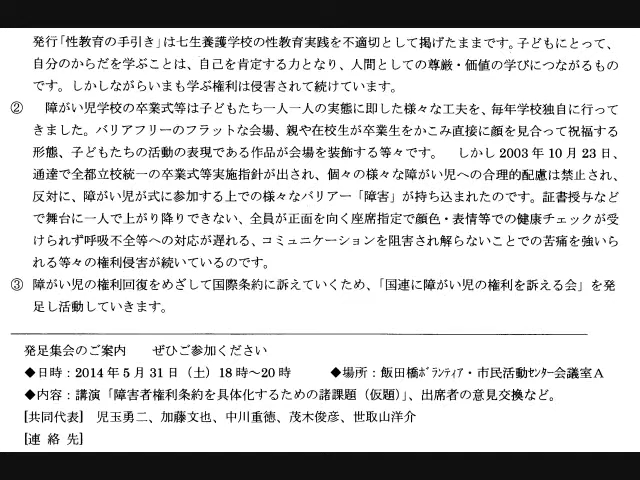 発行「性教育の手引き」は七生養護学校の性教育実践を不適切として掲げたままです。子どもにとって、
自分のからだを学ぶことは、自己を肯定する力となり、人間としての尊厳・価値の学びにつながるもの
です。しかしながらいまも学ぶ権利は侵害されて続けています。
② 障がい児学校の卒業式等は子どもたち一人一人の実態に即した様々な工夫を、毎年学校独自に行って
きました。バリアフリーのフラットな会場、親や在校生が卒業生をかこみ直接に顔を見合って祝福する
形態、子どもたちの活動の表現である作品が会場を装飾する等々です。 しかし2003年10月23日、
通達で全都立校統一の卒業式等実施指針が出され、個々の様々な障がい児への合理的配慮は禁止され、
反対に、障がい児が式に参加する上での様々なバリアー「障害」が持ち込まれたのです。証書授与など
で舞台に一人で上がり降りできない、全員が正面を向く座席指定で顔色・表情等での健康チェックが受
けられず呼吸不全等への対応が遅れる、コミュニケーションを阻害され解らないことでの苦痛を強いら
れる等々の権利侵害が続いているのです。
③ 障がい児の権利回復をめざして国際条約に訴えていくため、「国連に障がい児の権利を訴える会」を発
足し活動していきます。
発足集会のご案内 ぜひご参加ください
◆日時：2014年5月31日（土）18時～20時 ◆場所：飯田橋ﾎﾞﾗﾝﾃｨｱ・市民活動ｾﾝﾀｰ会議室A
◆内容：講演「障害者権利条約を具体化するための諸課題（仮題）」、出席者の意見交換など。
[共同代表] 児玉勇二、加藤文也、中川重徳、茂木俊彦、世取山洋介
[連 絡 先]